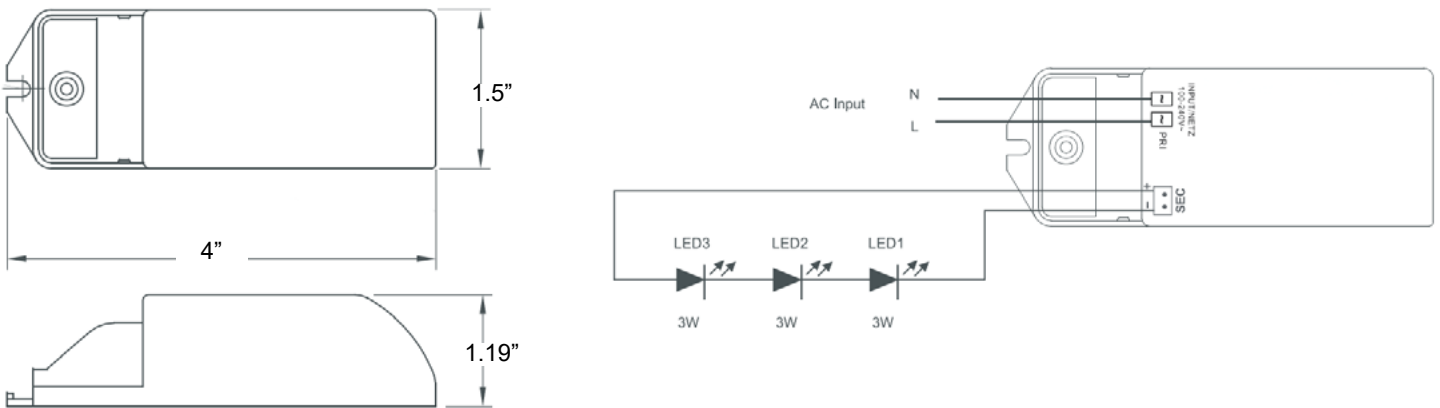 1.5”
4”
1.19”
AC Input
N
L
~
~
INPUT/NETZ
100-240V~
PRI
+
-
SEC
LED3
LED2
LED1
3W
3W
3W